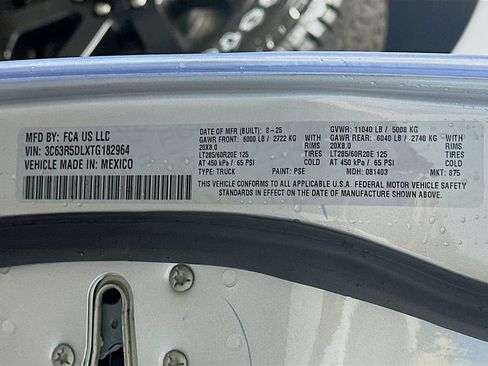 MFD BY: FCA US LLC
VIN: 3C63R5DLXTG182964
VEHICLE MADE IN: MEXICO
DATE OF MFR (BUILT): 8-25
GAWR FRONT: 6000 LB / 2722 KG
20X8.0 RIMS
LT285/60R20E 125 TIRES
AT 450 kPa / 65 PSI COLD
TYPE: TRUCK PAINT: PSE
GVWR: 11040 LB / 5008 KG
GAWR REAR: 6040 LB / 2740 KG
20X8.0 RIMS
LT285/60R20E 125 TIRES
AT 450 kPa / 65 PSI COLD
MDH: 081403 MKT: 875
THIS VEHICLE CONFORMS TO ALL APPLICABLE U.S.A. FEDERAL MOTOR VEHICLE SAFETY
STANDARDS IN EFFECT ON THE DATE OF MANUFACTURE SHOWN ABOVE.